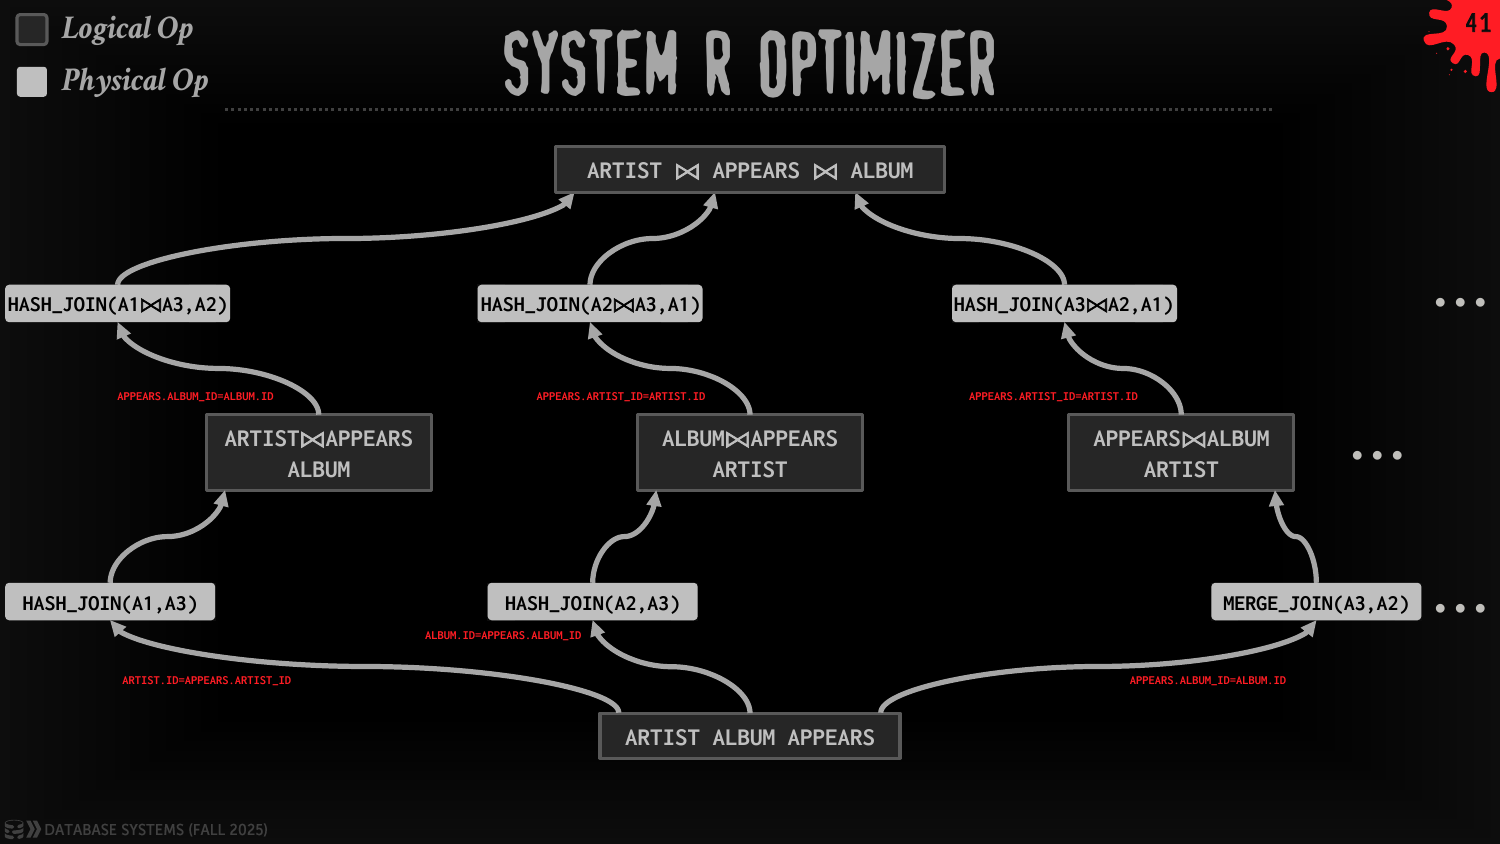 Logical Op
Physical Op
SYSTEM R OPTIMIZER
41
ARTIST ⋈ APPEARS ⋈ ALBUM
HASH_JOIN(A1⋈A3,A2)
HASH_JOIN(A2⋈A3,A1)
HASH_JOIN(A3⋈A2,A1)
•••
APPEARS.ALBUM_ID=ALBUM.ID
APPEARS.ARTIST_ID=ARTIST.ID
APPEARS.ARTIST_ID=ARTIST.ID
ARTIST⋈APPEARS
ALBUM
ALBUM⋈APPEARS
ARTIST
APPEARS⋈ALBUM
ARTIST
•••
HASH_JOIN(A1,A3)
HASH_JOIN(A2,A3)
MERGE_JOIN(A3,A2)
•••
ALBUM.ID=APPEARS.ALBUM_ID
ARTIST.ID=APPEARS.ARTIST_ID
APPEARS.ALBUM_ID=ALBUM.ID
ARTIST ALBUM APPEARS
DATABASE SYSTEMS (FALL 2025)